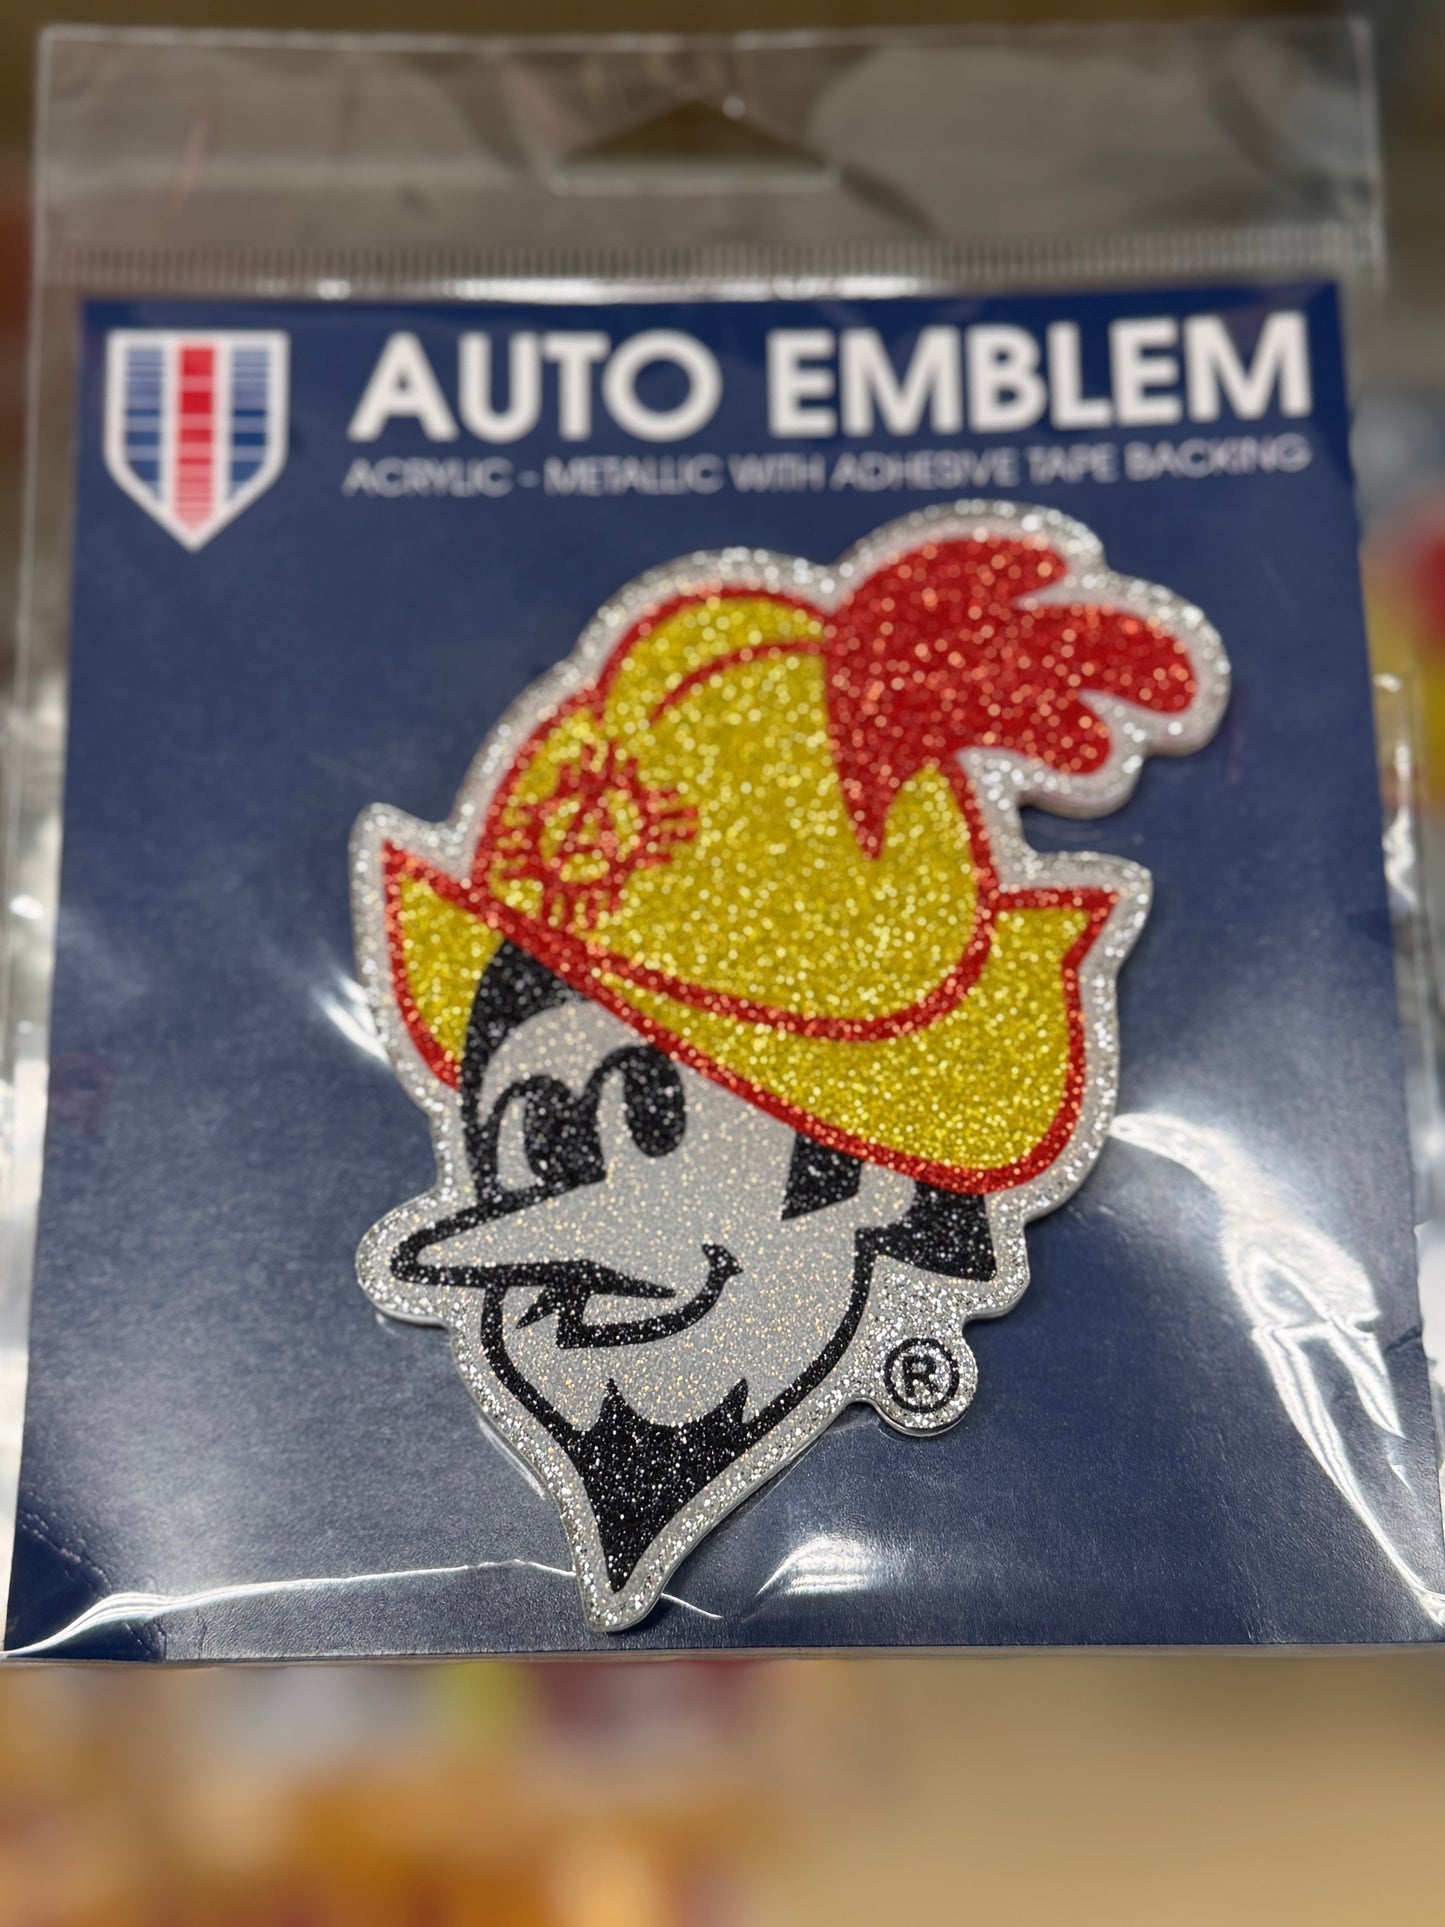 AUTO EMBLEM
ACRYLIC - METALLIC WITH ADHESIVE TAPE BACKING
®